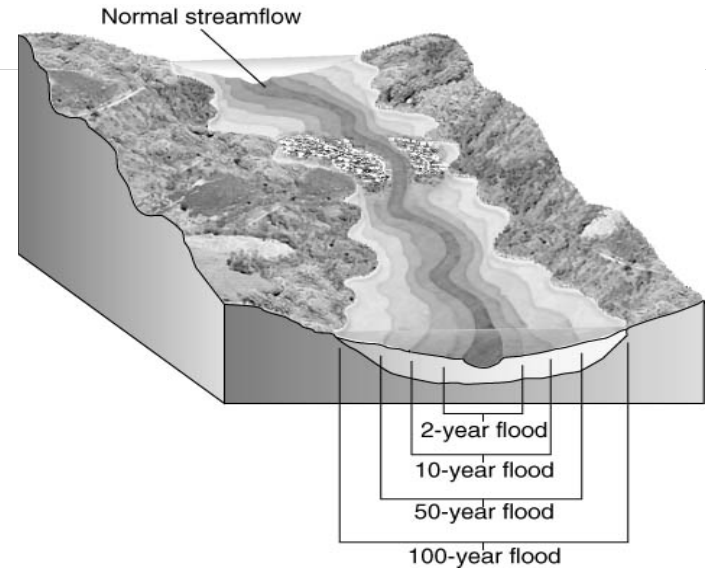 Normal streamflow
2-year flood
10-year flood
50-year flood
100-year flood